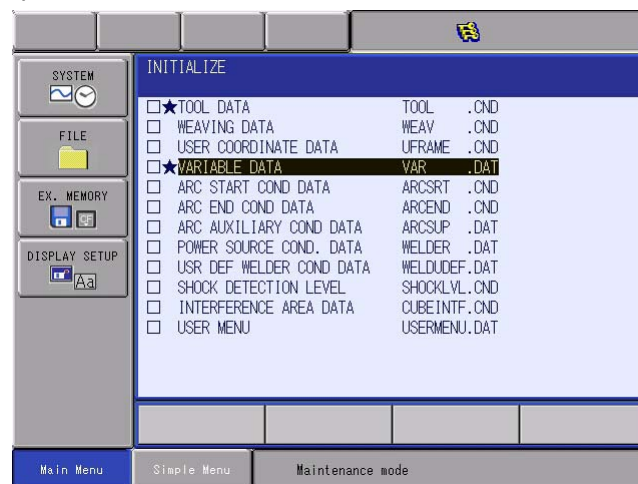 SYSTEM
FILE
EX. MEMORY
CF
DISPLAY SETUP
Aa
INITIALIZE
☐★TOOL DATA TOOL .CND
☐ WEAVING DATA WEAV .CND
☐ USER COORDINATE DATA UFRAME .CND
☐★VARIABLE DATA VAR .DAT
☐ ARC START COND DATA ARCSRT .CND
☐ ARC END COND DATA ARCEND .CND
☐ ARC AUXILIARY COND DATA ARCSUP .DAT
☐ POWER SOURCE COND. DATA WELDER .DAT
☐ USR DEF WELDER COND DATA WELDUDEF.DAT
☐ SHOCK DETECTION LEVEL SHOCKLVL.CND
☐ INTERFERENCE AREA DATA CUBEINTF.CND
☐ USER MENU USERMENU.DAT
Main Menu
Simple Menu
Maintenance mode